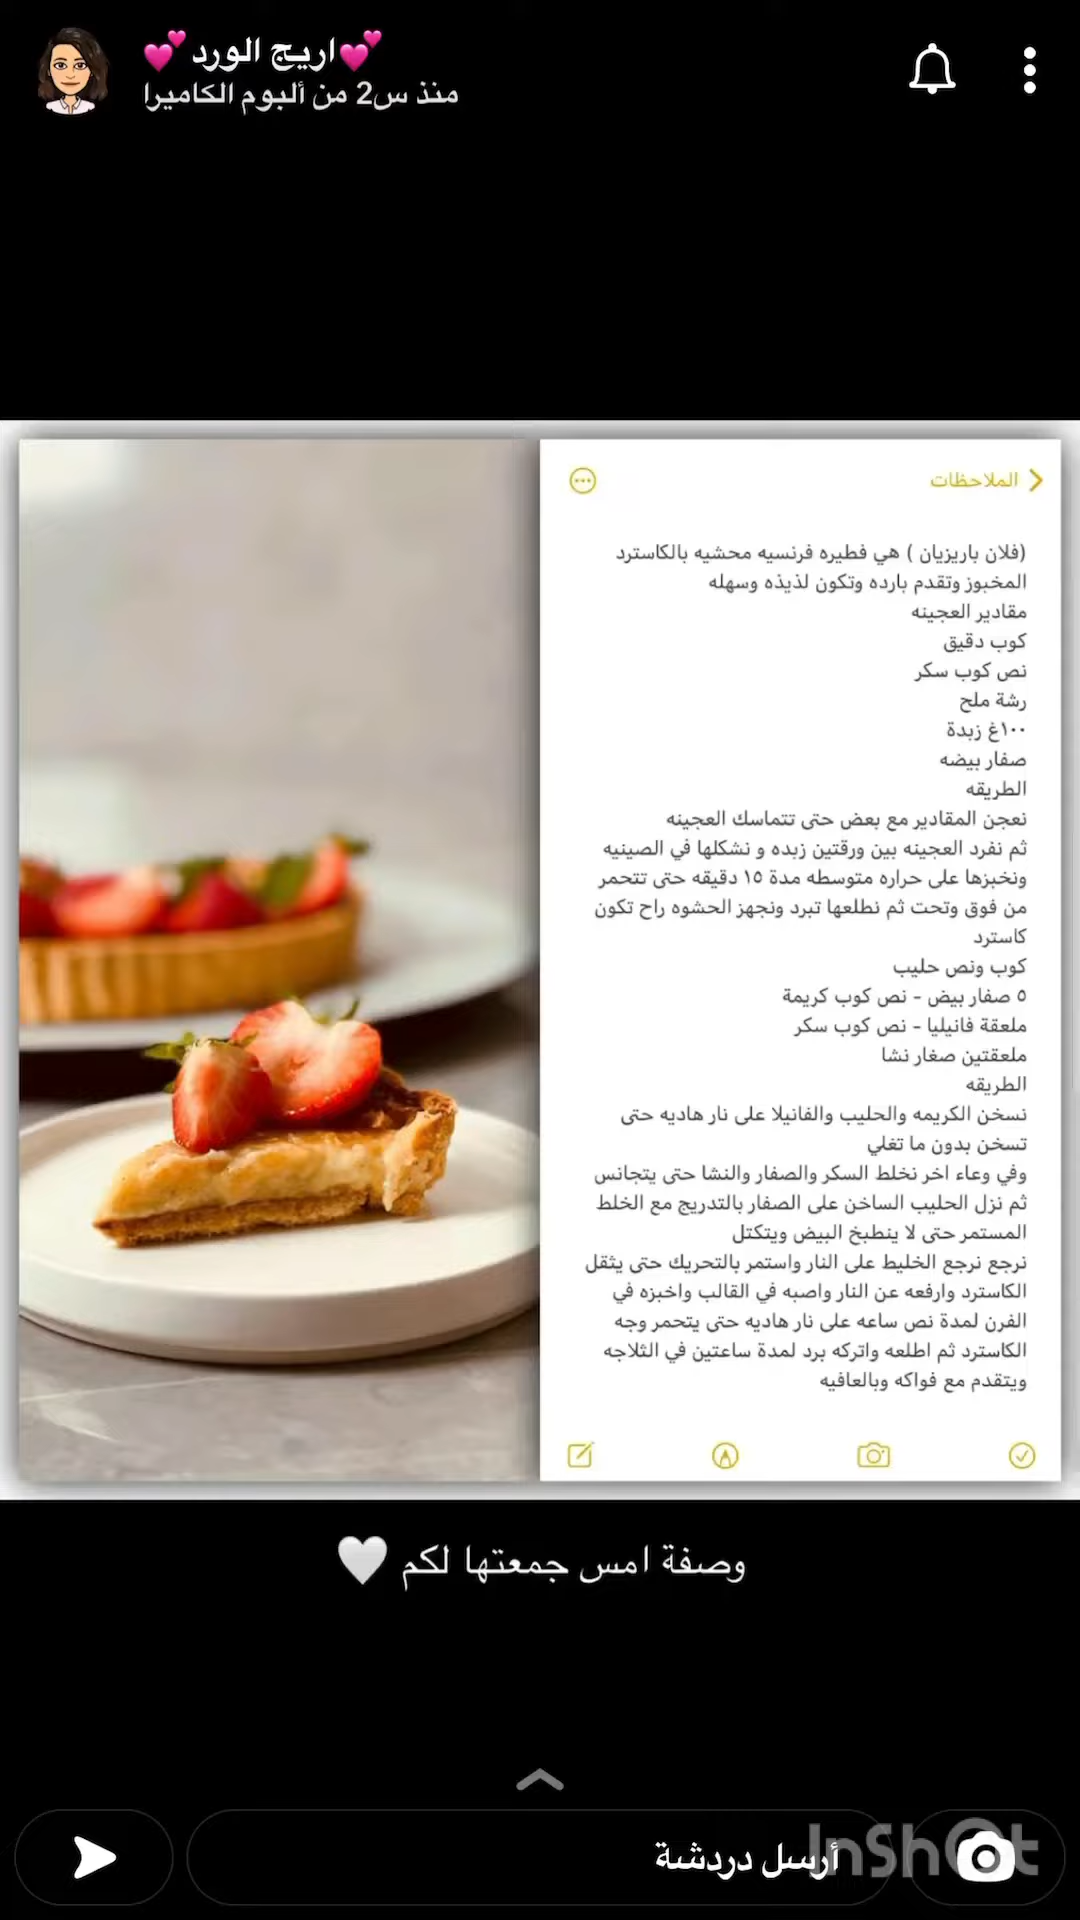 💕اريج الورد💕
منذ س2 من ألبوم الكاميرا
الملاحظات
(فلان باريزيان ) هي فطيره فرنسيه محشيه بالكاسترد
المخبوز وتقدم بارده وتكون لذيذه وسهله
مقادير العجينه
كوب دقيق
نص كوب سكر
رشة ملح
١٠٠غ زبدة
صفار بيضه
الطريقه
نعجن المقادير مع بعض حتى تتماسك العجينه
ثم نفرد العجينه بين ورقتين زبده و نشكلها في الصينيه
ونخبزها على حراره متوسطه مدة ١٥ دقيقه حتى تتحمر
من فوق وتحت ثم نطلعها تبرد ونجهز الحشوه راح تكون
كاسترد
كوب ونص حليب
٥ صفار بيض - نص كوب كريمة
ملعقة فانيليا - نص كوب سكر
ملعقتين صغار نشا
الطريقه
نسخن الكريمه والحليب والفانيلا على نار هاديه حتى
تسخن بدون ما تغلي
وفي وعاء اخر نخلط السكر والصفار والنشا حتى يتجانس
ثم نزل الحليب الساخن على الصفار بالتدريج مع الخلط
المستمر حتى لا ينطبخ البيض ويتكتل
نرجع نرجع الخليط على النار واستمر بالتحريك حتى يثقل
الكاسترد وارفعه عن النار واصبه في القالب واخبزه في
الفرن لمدة نص ساعه على نار هاديه حتى يتحمر وجه
الكاسترد ثم اطلعه واتركه برد لمدة ساعتين في الثلاجه
ويتقدم مع فواكه وبالعافيه
وصفة امس جمعتها لكم 🤍
أرسل دردشة
InShOt